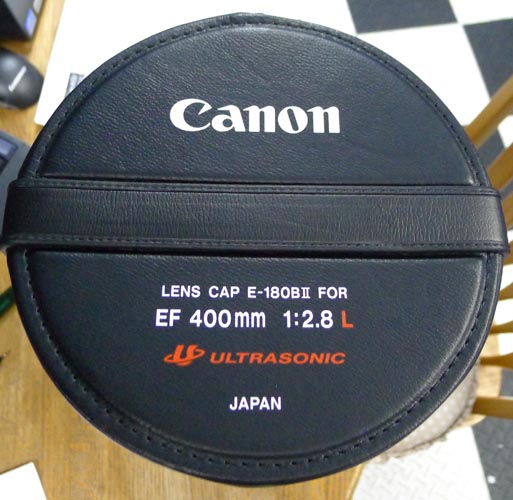 Canon
LENS CAP E-180BⅡ FOR
EF 400mm 1:2.8 L
ULTRASONIC
JAPAN